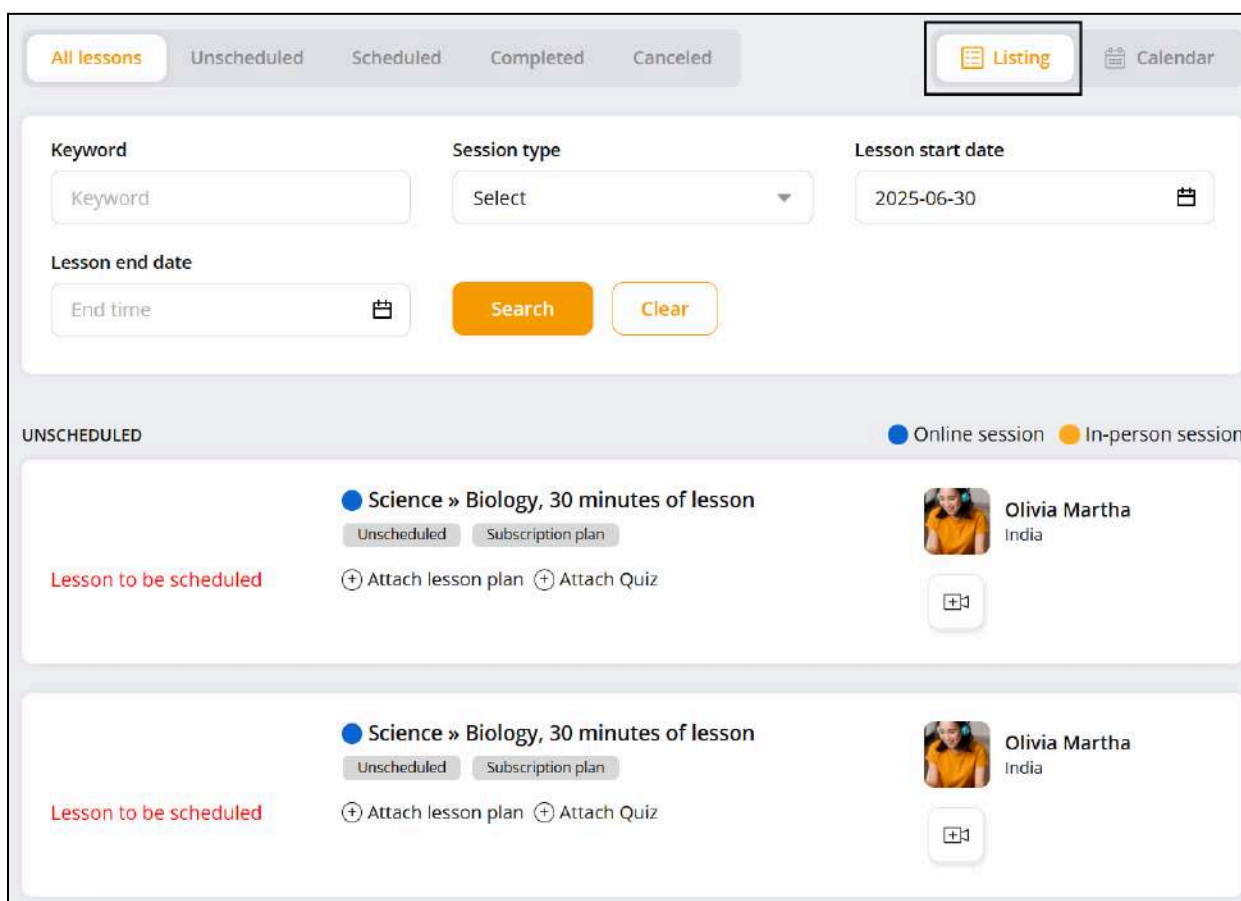 All lessons Unscheduled Scheduled Completed Canceled Listing Calendar
Keyword Session type Lesson start date
Keyword Select 2025-06-30
Lesson end date
End time Search Clear
UNSCHEDULED Online session In-person session
Science » Biology, 30 minutes of lesson
Olivia Martha
Unscheduled Subscription plan India
Lesson to be scheduled Attach lesson plan Attach Quiz
Science » Biology, 30 minutes of lesson
Olivia Martha
Unscheduled Subscription plan India
Lesson to be scheduled Attach lesson plan Attach Quiz